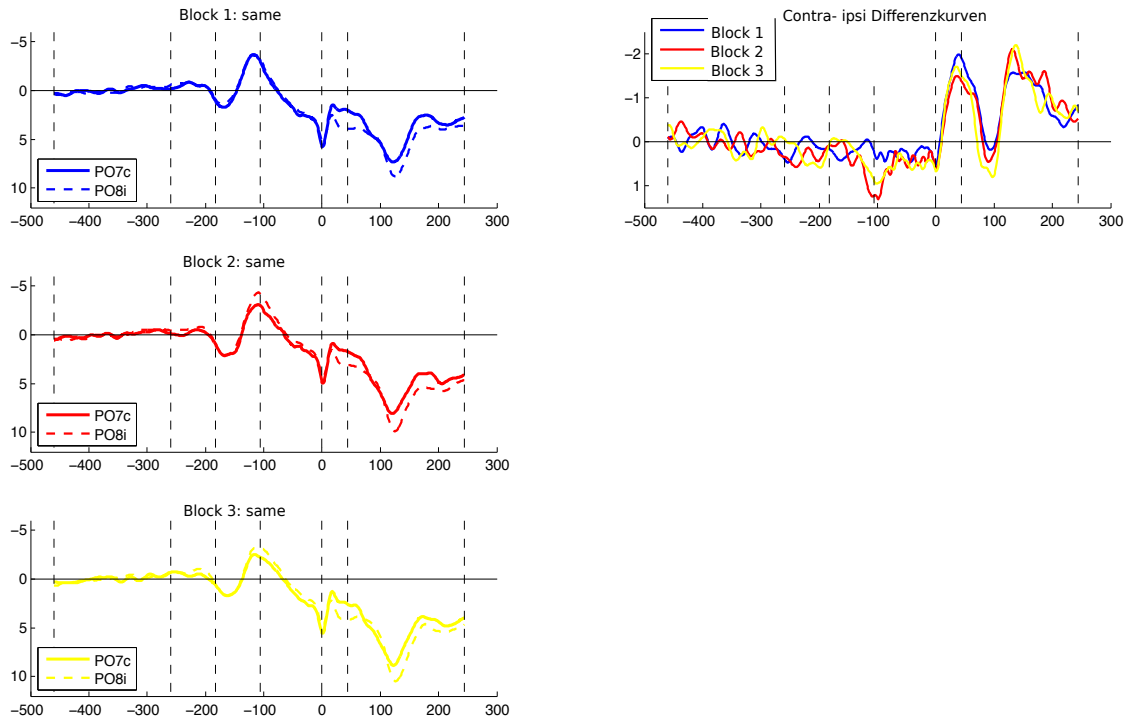 Block 1: same
−5
0
5
10
PO7c
PO8i
−500 −400 −300 −200 −100 0 100 200 300
Contra- ipsi Differenzkurven
Block 1
Block 2
Block 3
−2
−1
0
1
−500 −400 −300 −200 −100 0 100 200 300
Block 2: same
−5
0
5
10
PO7c
PO8i
−500 −400 −300 −200 −100 0 100 200 300
Block 3: same
−5
0
5
10
PO7c
PO8i
−500 −400 −300 −200 −100 0 100 200 300